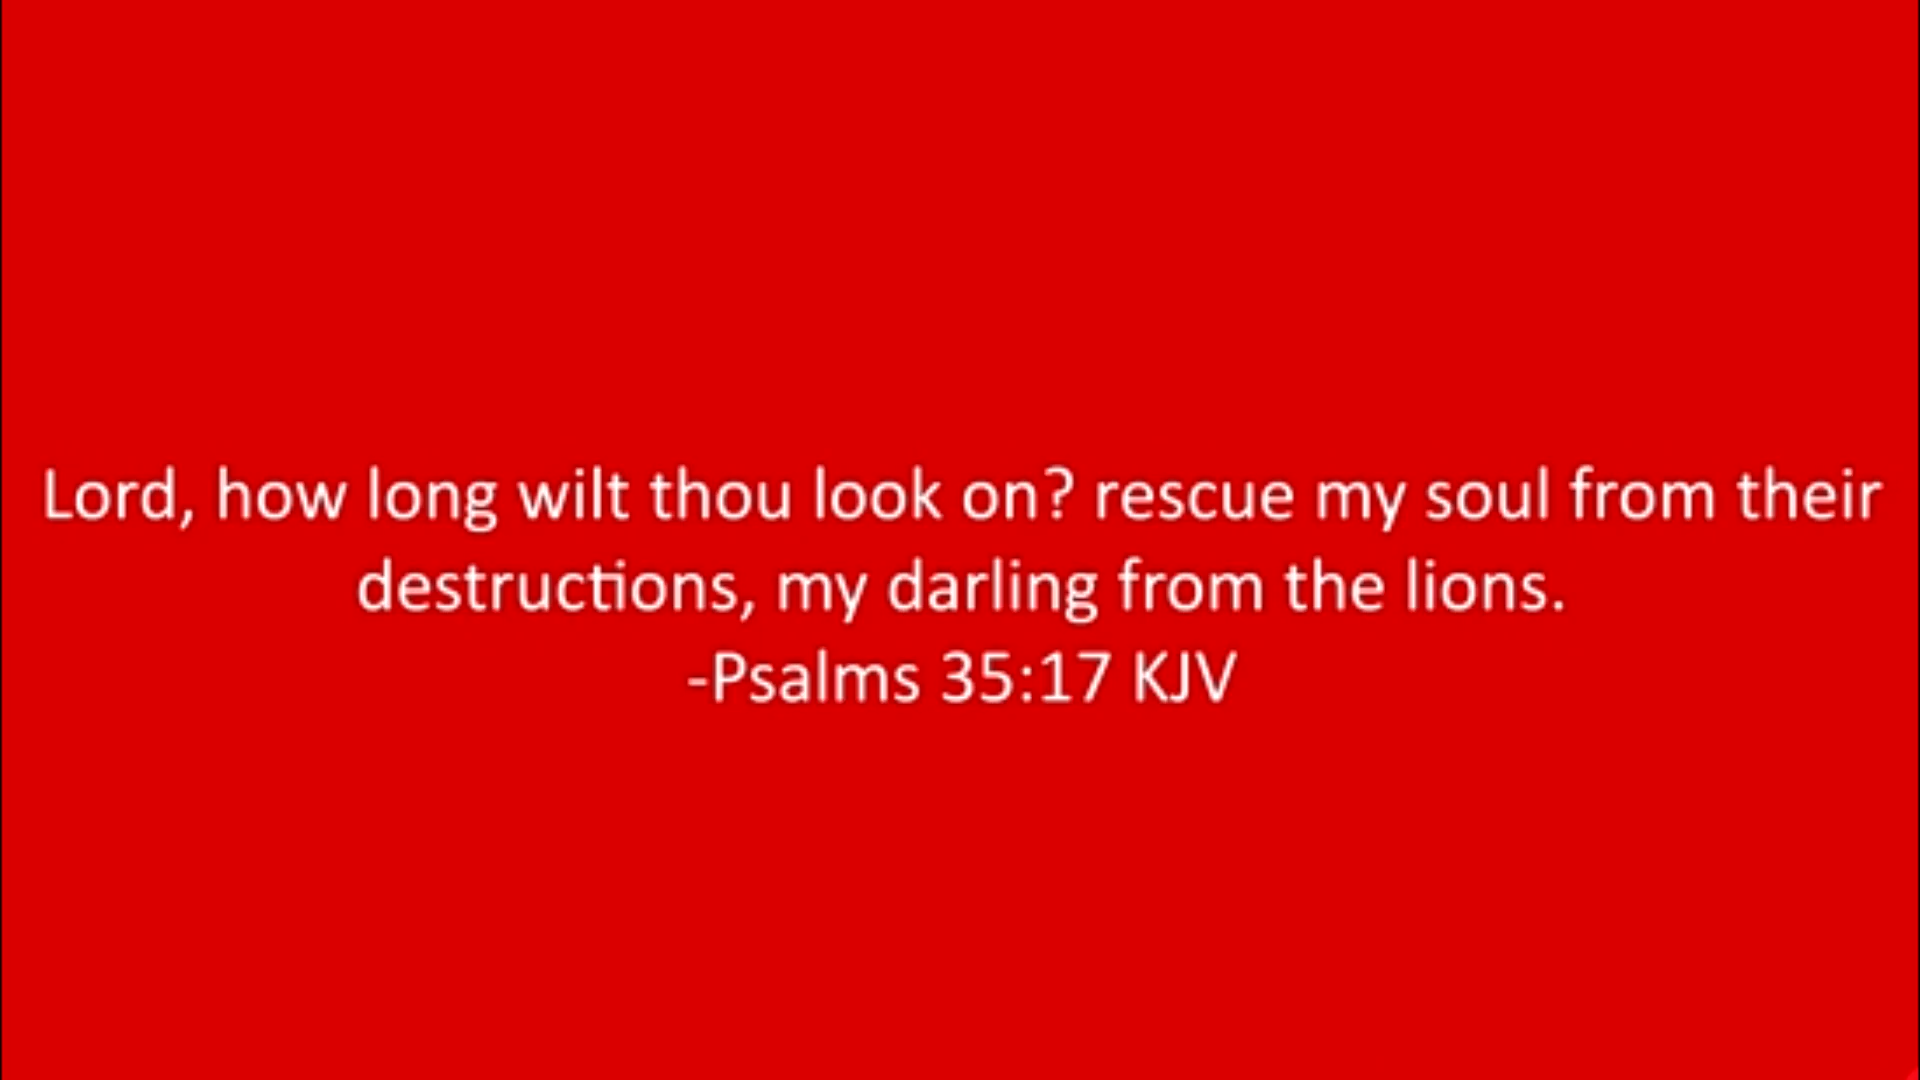 Lord, how long wilt thou look on? rescue my soul from their
destructions, my darling from the lions.
-Psalms 35:17 KJV